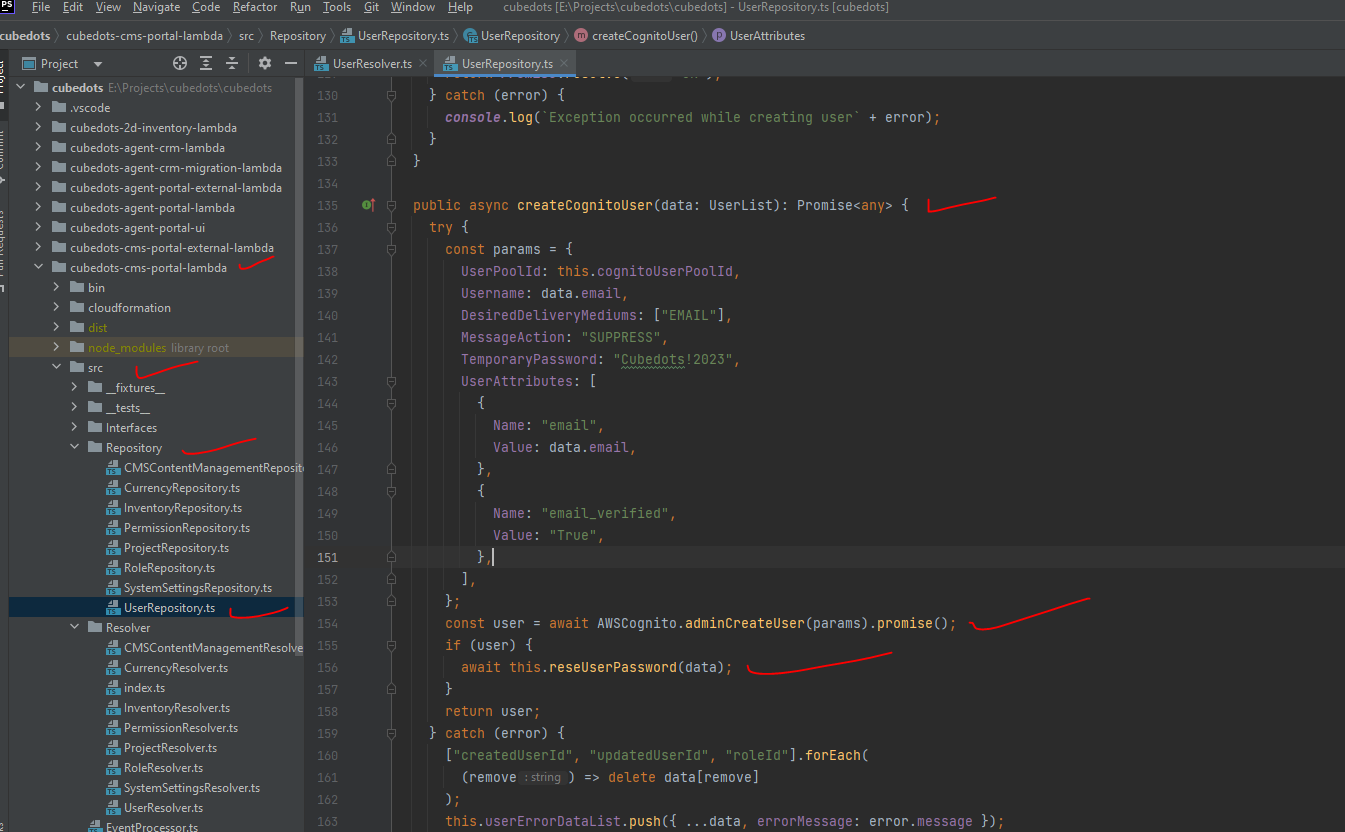 PS File Edit View Navigate Code Refactor Run Tools Git Window Help cubedots [E:\Projects\cubedots\cubedots] - UserRepository.ts [cubedots]
cubedots cubedots-cms-portal-lambda src Repository UserRepository.ts UserRepository m createCognitoUser() p UserAttributes
Project
UserResolver.ts UserRepository.ts
cubedots E:\Projects\cubedots\cubedots
.vscode
cubedots-2d-inventory-lambda
cubedots-agent-crm-lambda
cubedots-agent-crm-migration-lambda
cubedots-agent-portal-external-lambda
cubedots-agent-portal-lambda
cubedots-agent-portal-ui
cubedots-cms-portal-external-lambda
cubedots-cms-portal-lambda
bin
cloudformation
dist
node_modules library root
src
__fixtures__
__tests__
Interfaces
Repository
CMSContentManagementReposit
CurrencyRepository.ts
InventoryRepository.ts
PermissionRepository.ts
ProjectRepository.ts
RoleRepository.ts
SystemSettingsRepository.ts
UserRepository.ts
Resolver
CMSContentManagementResolve
CurrencyResolver.ts
index.ts
InventoryResolver.ts
PermissionResolver.ts
ProjectResolver.ts
RoleResolver.ts
SystemSettingsResolver.ts
UserResolver.ts
EventProcessor.ts
130 } catch (error) {
131 console.log(`Exception occurred while creating user` + error);
132 }
133 }
134
135 public async createCognitoUser(data: UserList): Promise<any> {
136 try {
137 const params = {
138 UserPoolId: this.cognitoUserPoolId,
139 Username: data.email,
140 DesiredDeliveryMediums: ["EMAIL"],
141 MessageAction: "SUPPRESS",
142 TemporaryPassword: "Cubedots!2023",
143 UserAttributes: [
144 {
145 Name: "email",
146 Value: data.email,
147 },
148 {
149 Name: "email_verified",
150 Value: "True",
151 },
152 ],
153 };
154 const user = await AWSCognito.adminCreateUser(params).promise();
155 if (user) {
156 await this.reseUserPassword(data);
157 }
158 return user;
159 } catch (error) {
160 ["createdUserId", "updatedUserId", "roleId"].forEach(
161 (remove : string ) => delete data[remove]
162 );
163 this.userErrorDataList.push({ ...data, errorMessage: error.message });